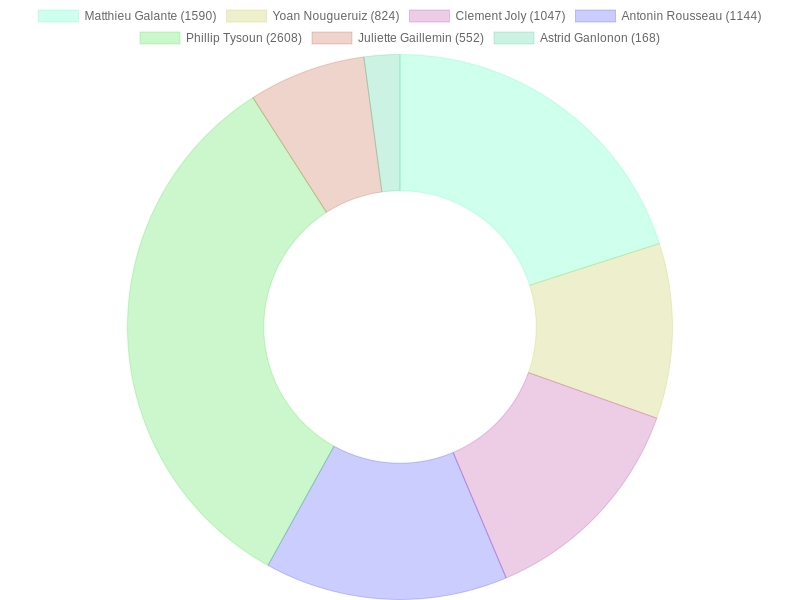 Matthieu Galante (1590) Yoan Nougueruiz (824) Clement Joly (1047) Antonin Rousseau (1144)
Phillip Tysoun (2608) Juliette Gaillemin (552) Astrid Ganlonon (168)